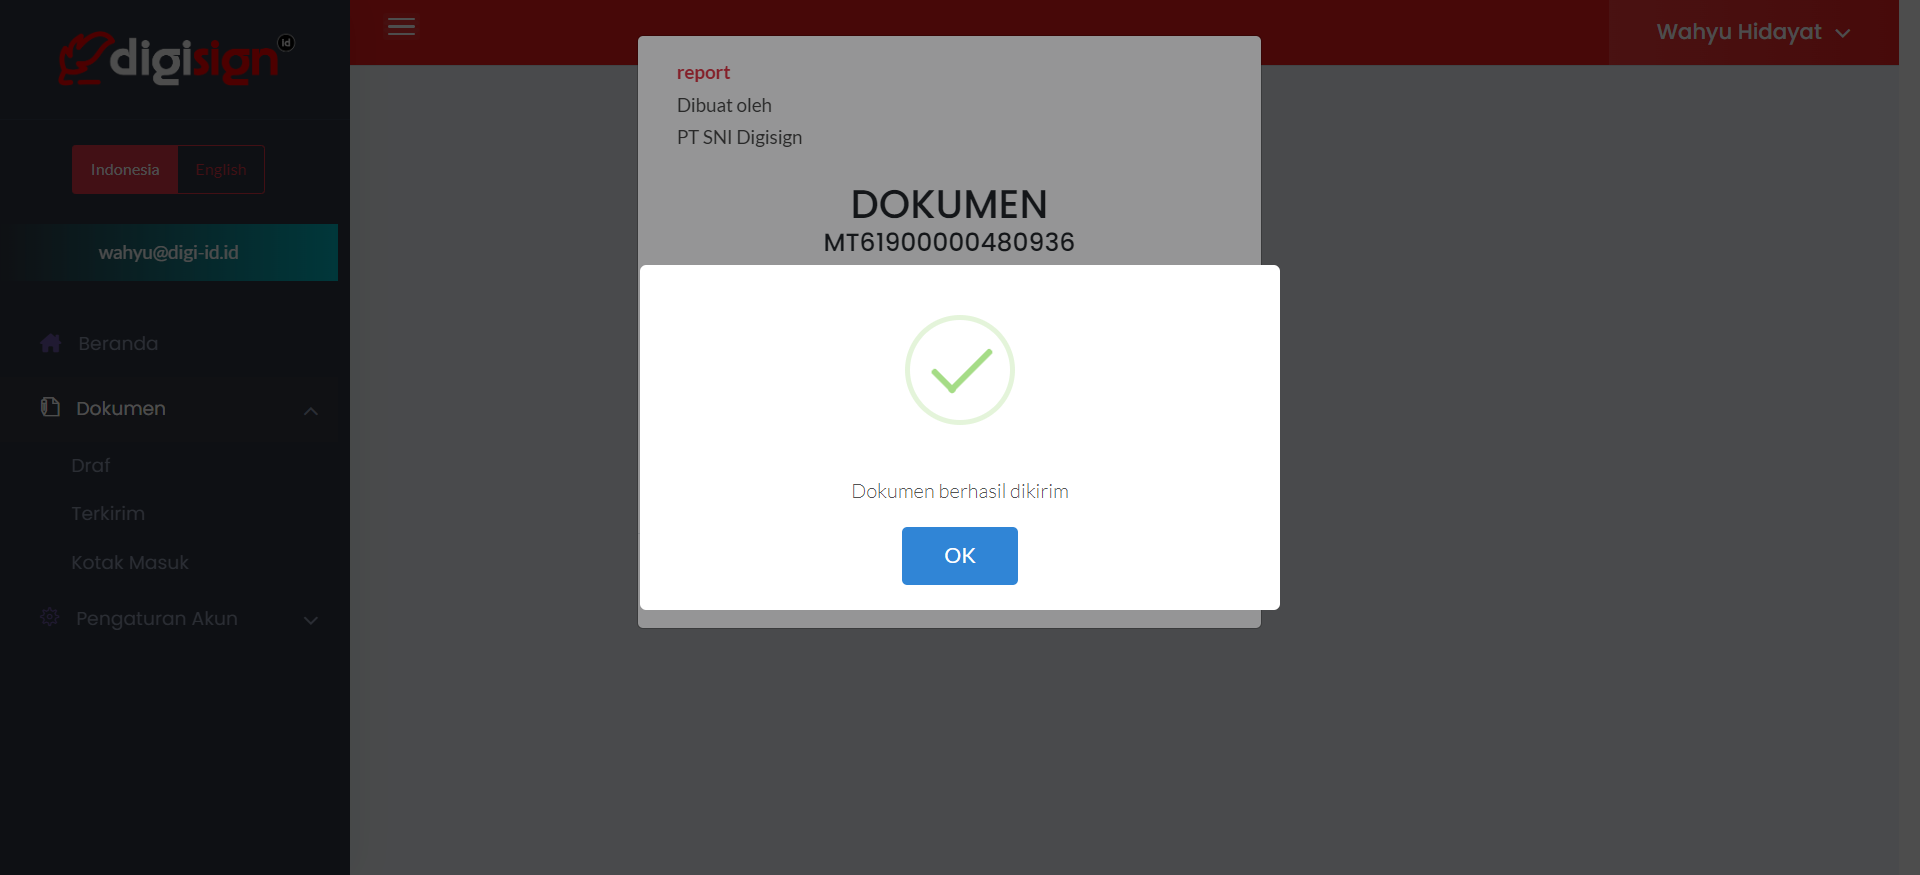 digisign id
Indonesia
English
wahyu@digi-id.id
Beranda
Dokumen
Draf
Terkirim
Kotak Masuk
Pengaturan Akun
Wahyu Hidayat
report
Dibuat oleh
PT SNI Digisign
DOKUMEN
MT61900000480936
Dokumen berhasil dikirim
OK